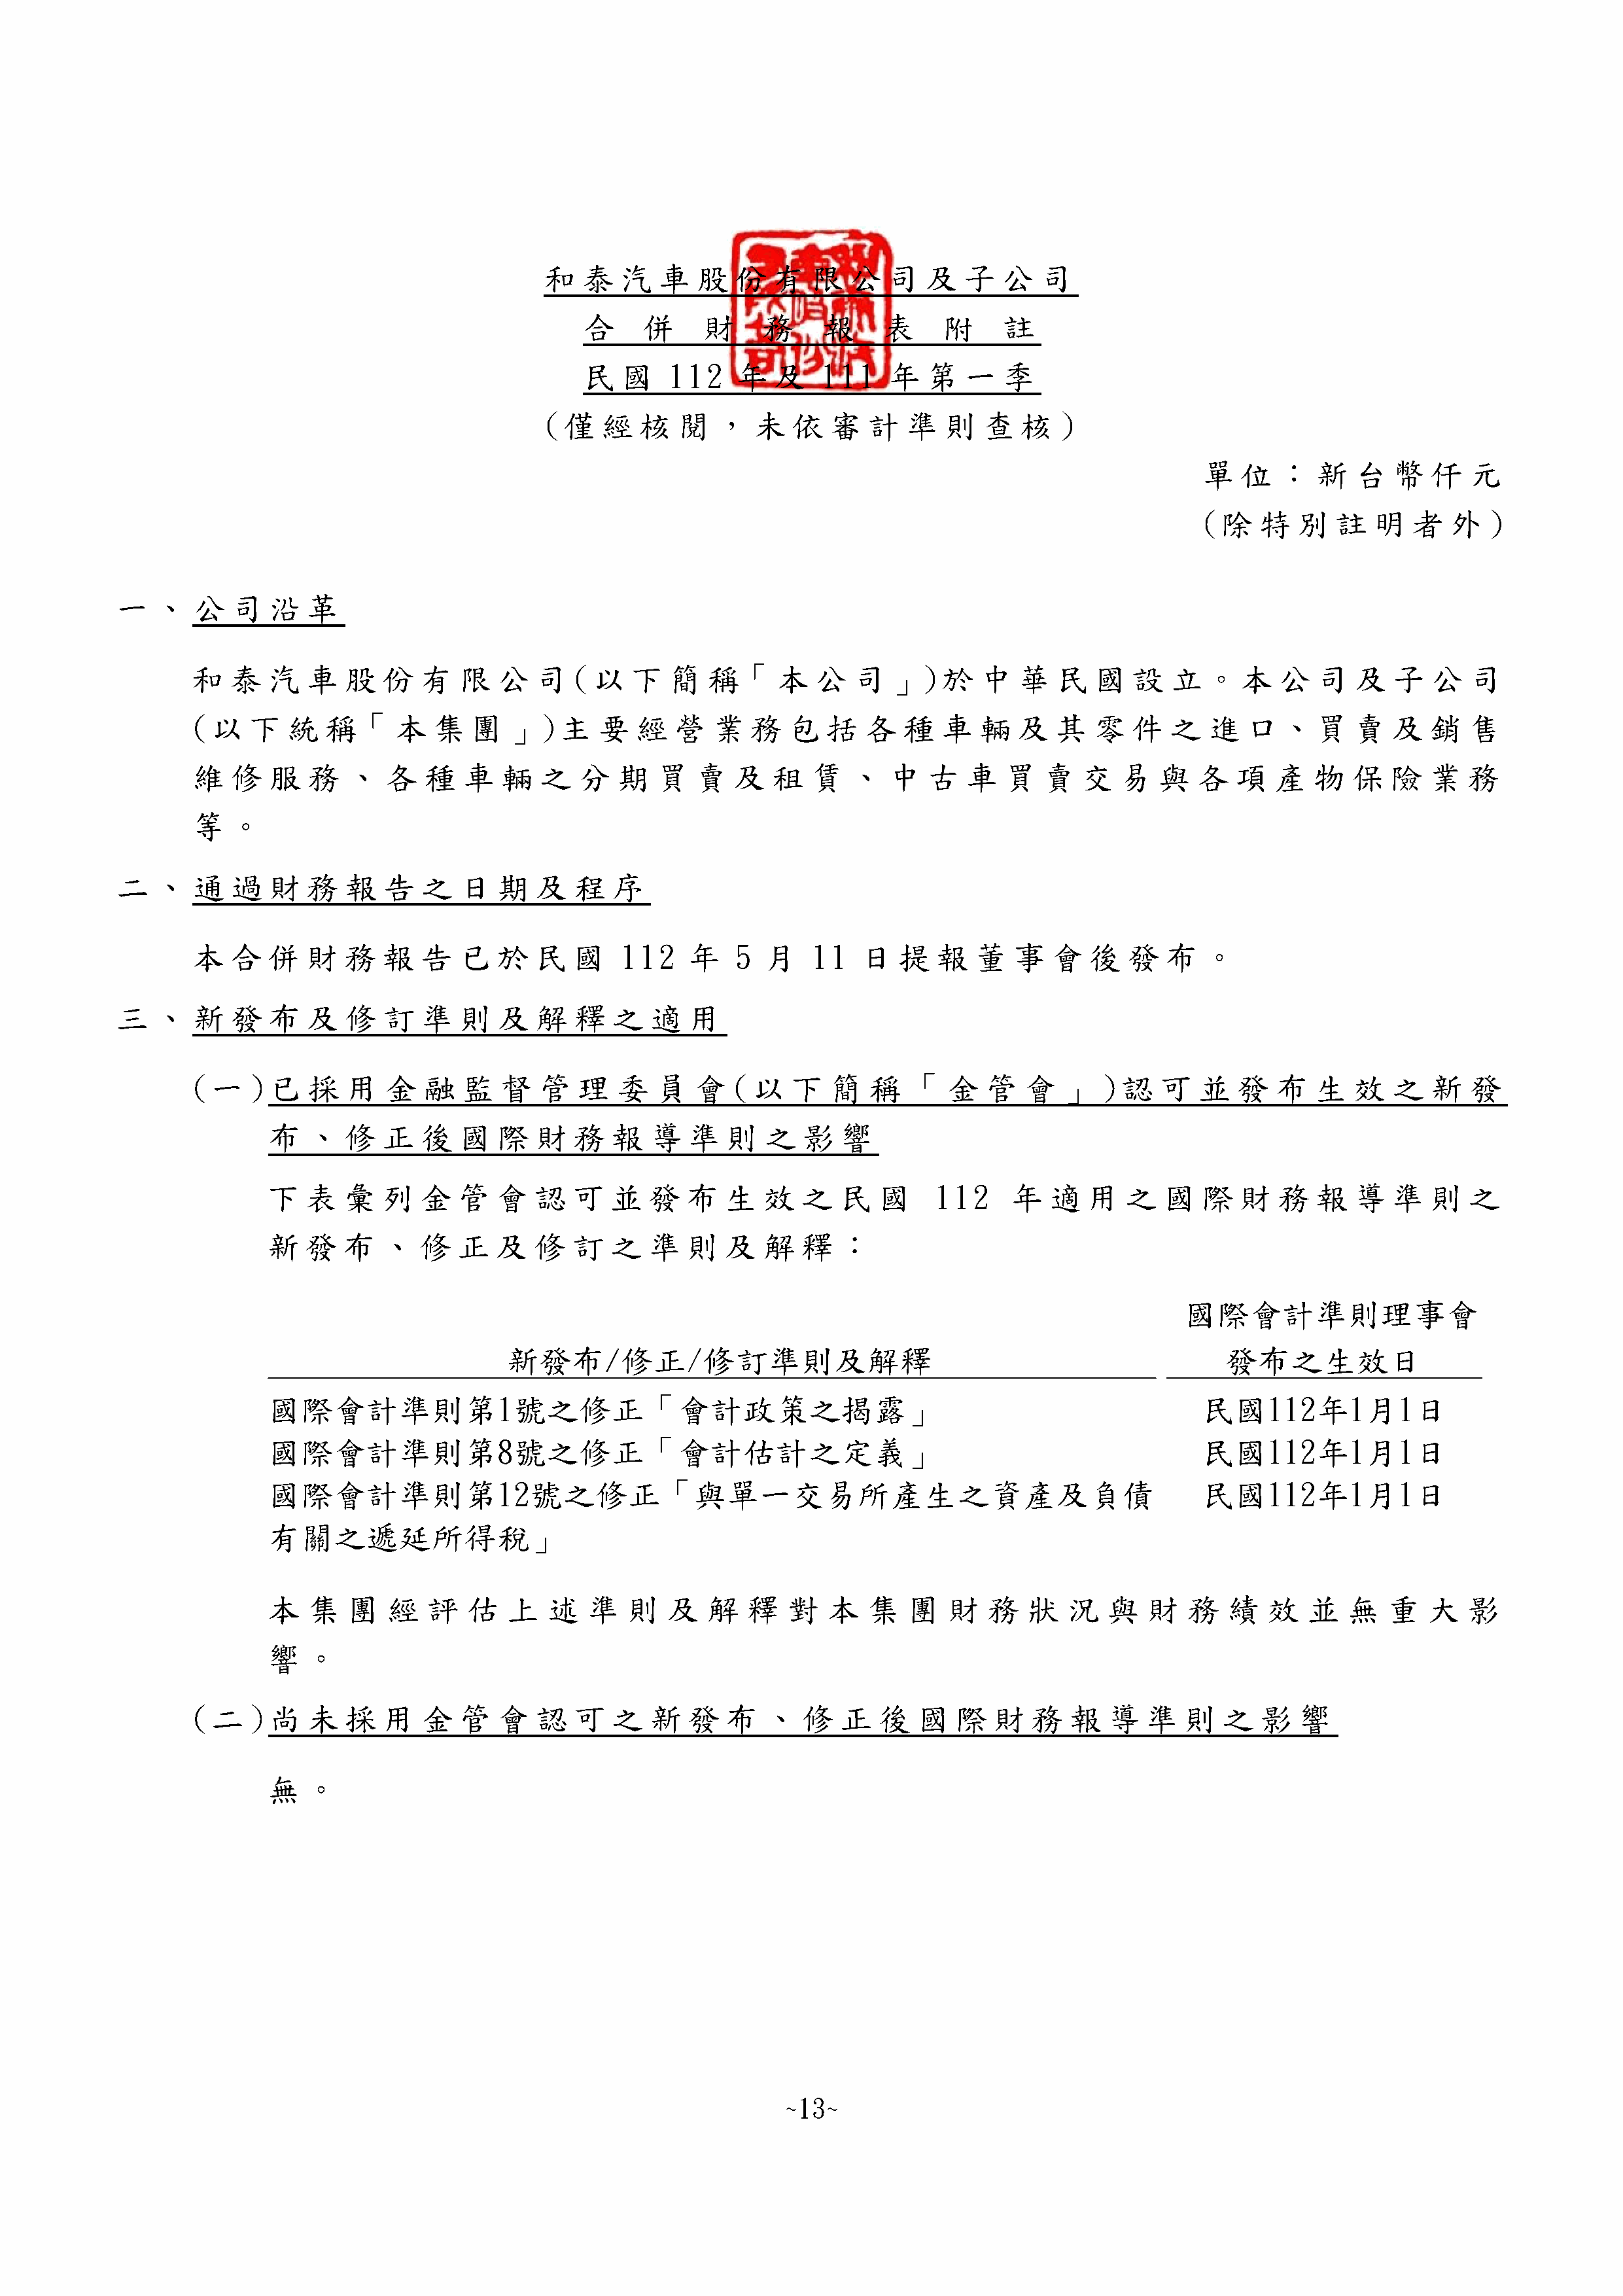 和泰汽車股份有限公司及子公司
合併財務報表附註
民國 112 年及 111 年第一季
(僅經核閱，未依審計準則查核)
單位：新台幣仟元
(除特別註明者外)
一、公司沿革
和泰汽車股份有限公司(以下簡稱「本公司」)於中華民國設立。本公司及子公司
(以下統稱「本集團」)主要經營業務包括各種車輛及其零件之進口、買賣及銷售
維修服務、各種車輛之分期買賣及租賃、中古車買賣交易與各項產物保險業務
等。
二、通過財務報告之日期及程序
本合併財務報告已於民國 112 年 5 月 11 日提報董事會後發布。
三、新發布及修訂準則及解釋之適用
(一)已採用金融監督管理委員會(以下簡稱「金管會」)認可並發布生效之新發
布、修正後國際財務報導準則之影響
下表彙列金管會認可並發布生效之民國 112 年適用之國際財務報導準則之
新發布、修正及修訂之準則及解釋：
國際會計準則理事會
新發布/修正/修訂準則及解釋 發布之生效日
國際會計準則第1號之修正「會計政策之揭露」 民國112年1月1日
國際會計準則第8號之修正「會計估計之定義」 民國112年1月1日
國際會計準則第12號之修正「與單一交易所產生之資產及負債 民國112年1月1日
有關之遞延所得稅」
本集團經評估上述準則及解釋對本集團財務狀況與財務績效並無重大影
響。
(二)尚未採用金管會認可之新發布、修正後國際財務報導準則之影響
無。
~13~